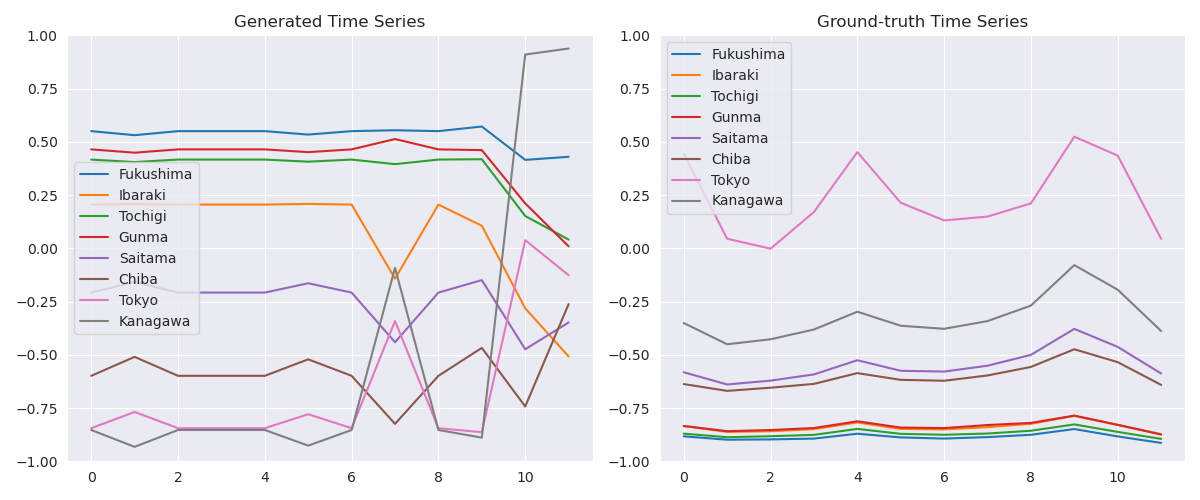 Generated Time Series
1.00
0.75
0.50
0.25
0.00
−0.25
−0.50
−0.75
−1.00
0
2
4
6
8
10
Fukushima
Ibaraki
Tochigi
Gunma
Saitama
Chiba
Tokyo
Kanagawa
Ground-truth Time Series
1.00
0.75
0.50
0.25
0.00
−0.25
−0.50
−0.75
−1.00
0
2
4
6
8
10
Fukushima
Ibaraki
Tochigi
Gunma
Saitama
Chiba
Tokyo
Kanagawa